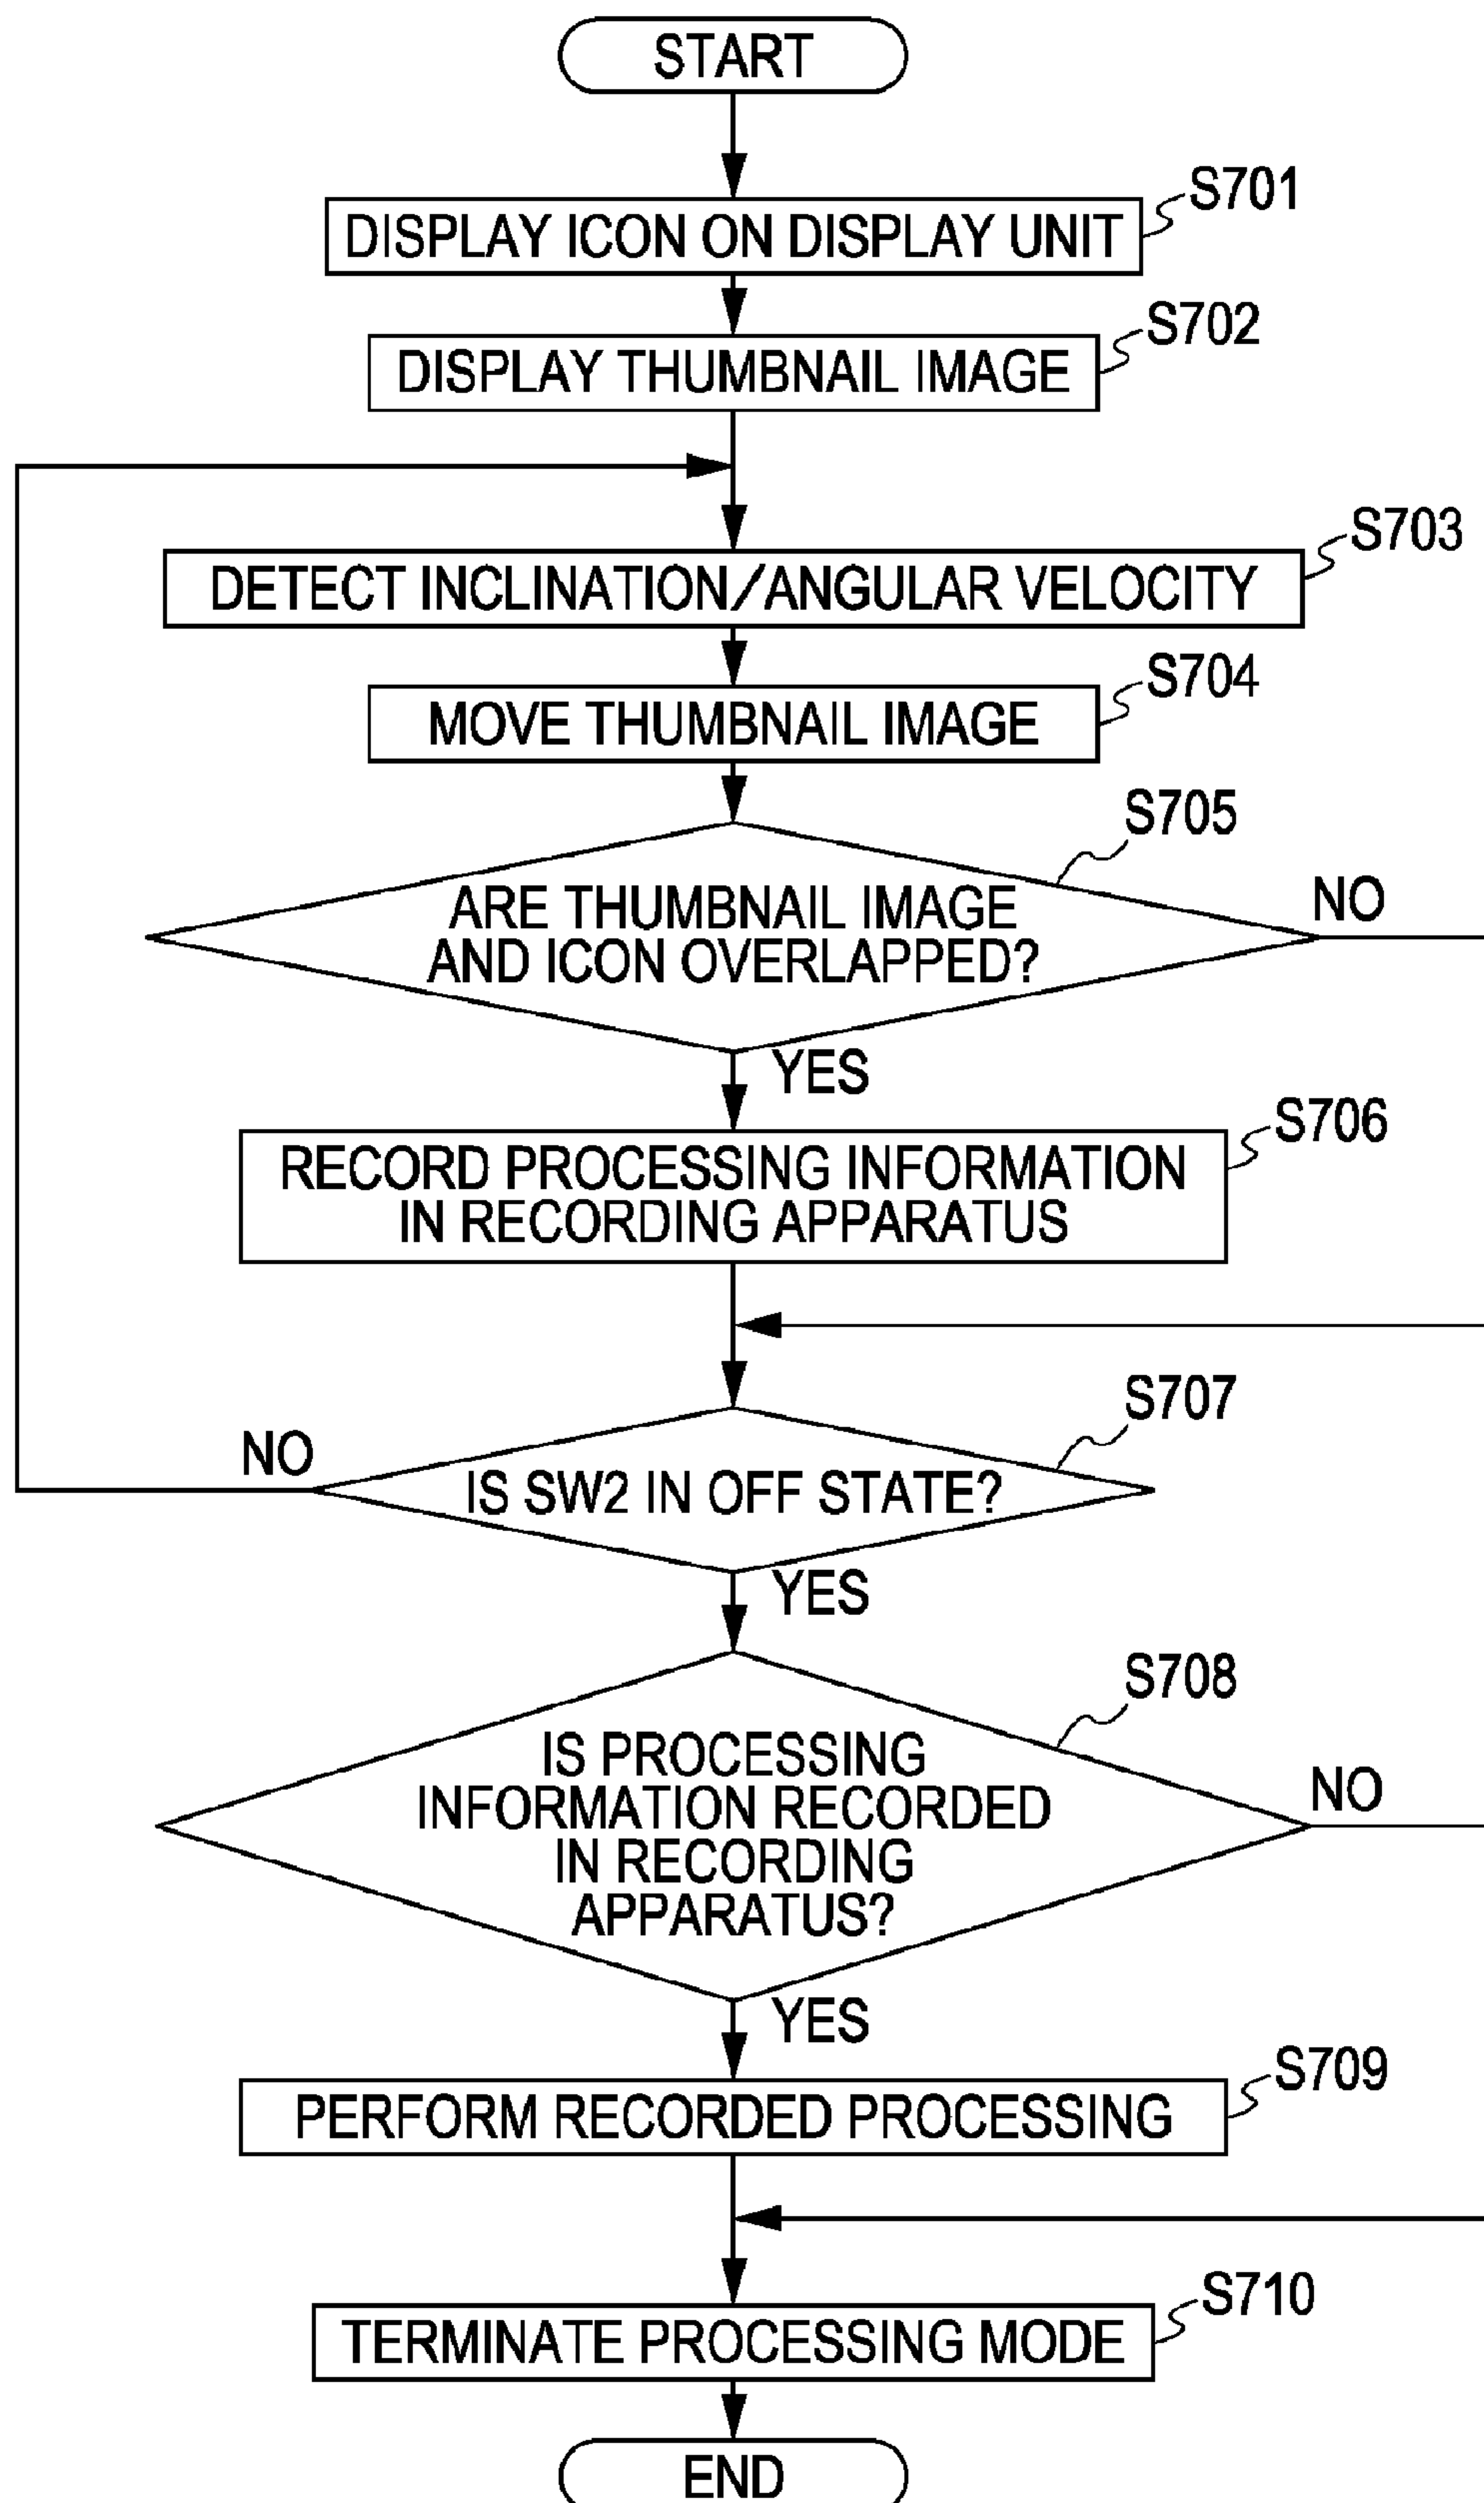 START
S701
DISPLAY ICON ON DISPLAY UNIT
S702
DISPLAY THUMBNAIL IMAGE
S703
DETECT INCLINATION/ANGULAR VELOCITY
S704
MOVE THUMBNAIL IMAGE
S705
ARE THUMBNAIL IMAGE
AND ICON OVERLAPPED?
NO
YES
S706
RECORD PROCESSING INFORMATION
IN RECORDING APPARATUS
S707
NO
IS SW2 IN OFF STATE?
YES
S708
IS PROCESSING
INFORMATION RECORDED
IN RECORDING
APPARATUS?
NO
YES
S709
PERFORM RECORDED PROCESSING
S710
TERMINATE PROCESSING MODE
END